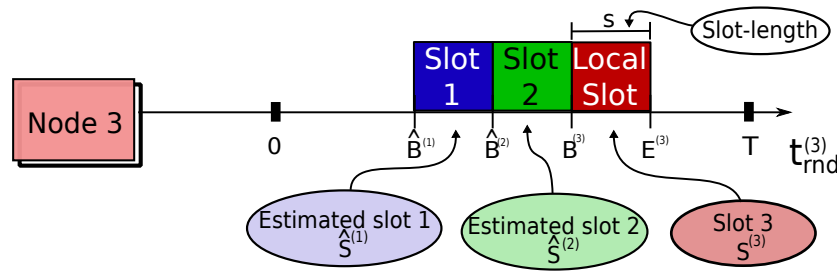 s
Slot-length
Slot
1
Slot
2
Local
Slot
Node 3
0
B̂⁽¹⁾
B̂⁽²⁾
B⁽³⁾
E⁽³⁾
T
t⁽³⁾rnd
Estimated slot 1
Ŝ⁽¹⁾
Estimated slot 2
Ŝ⁽²⁾
Slot 3
S⁽³⁾